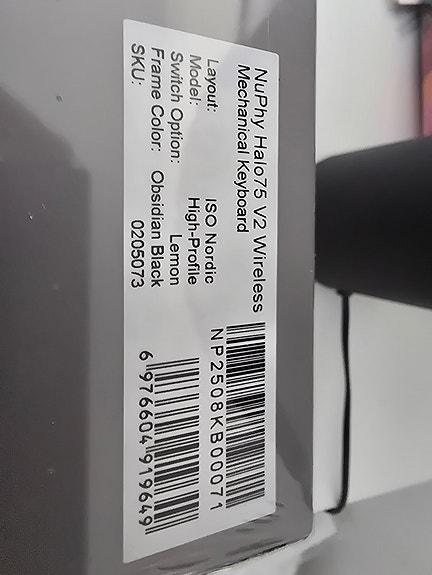 NuPhy Halo75 V2 Wireless
Mechanical Keyboard
Layout: ISO Nordic
Model: High-Profile
Switch Option: Lemon
Frame Color: Obsidian Black
SKU: 0205073
NP2508KB00071
6 976604 919649